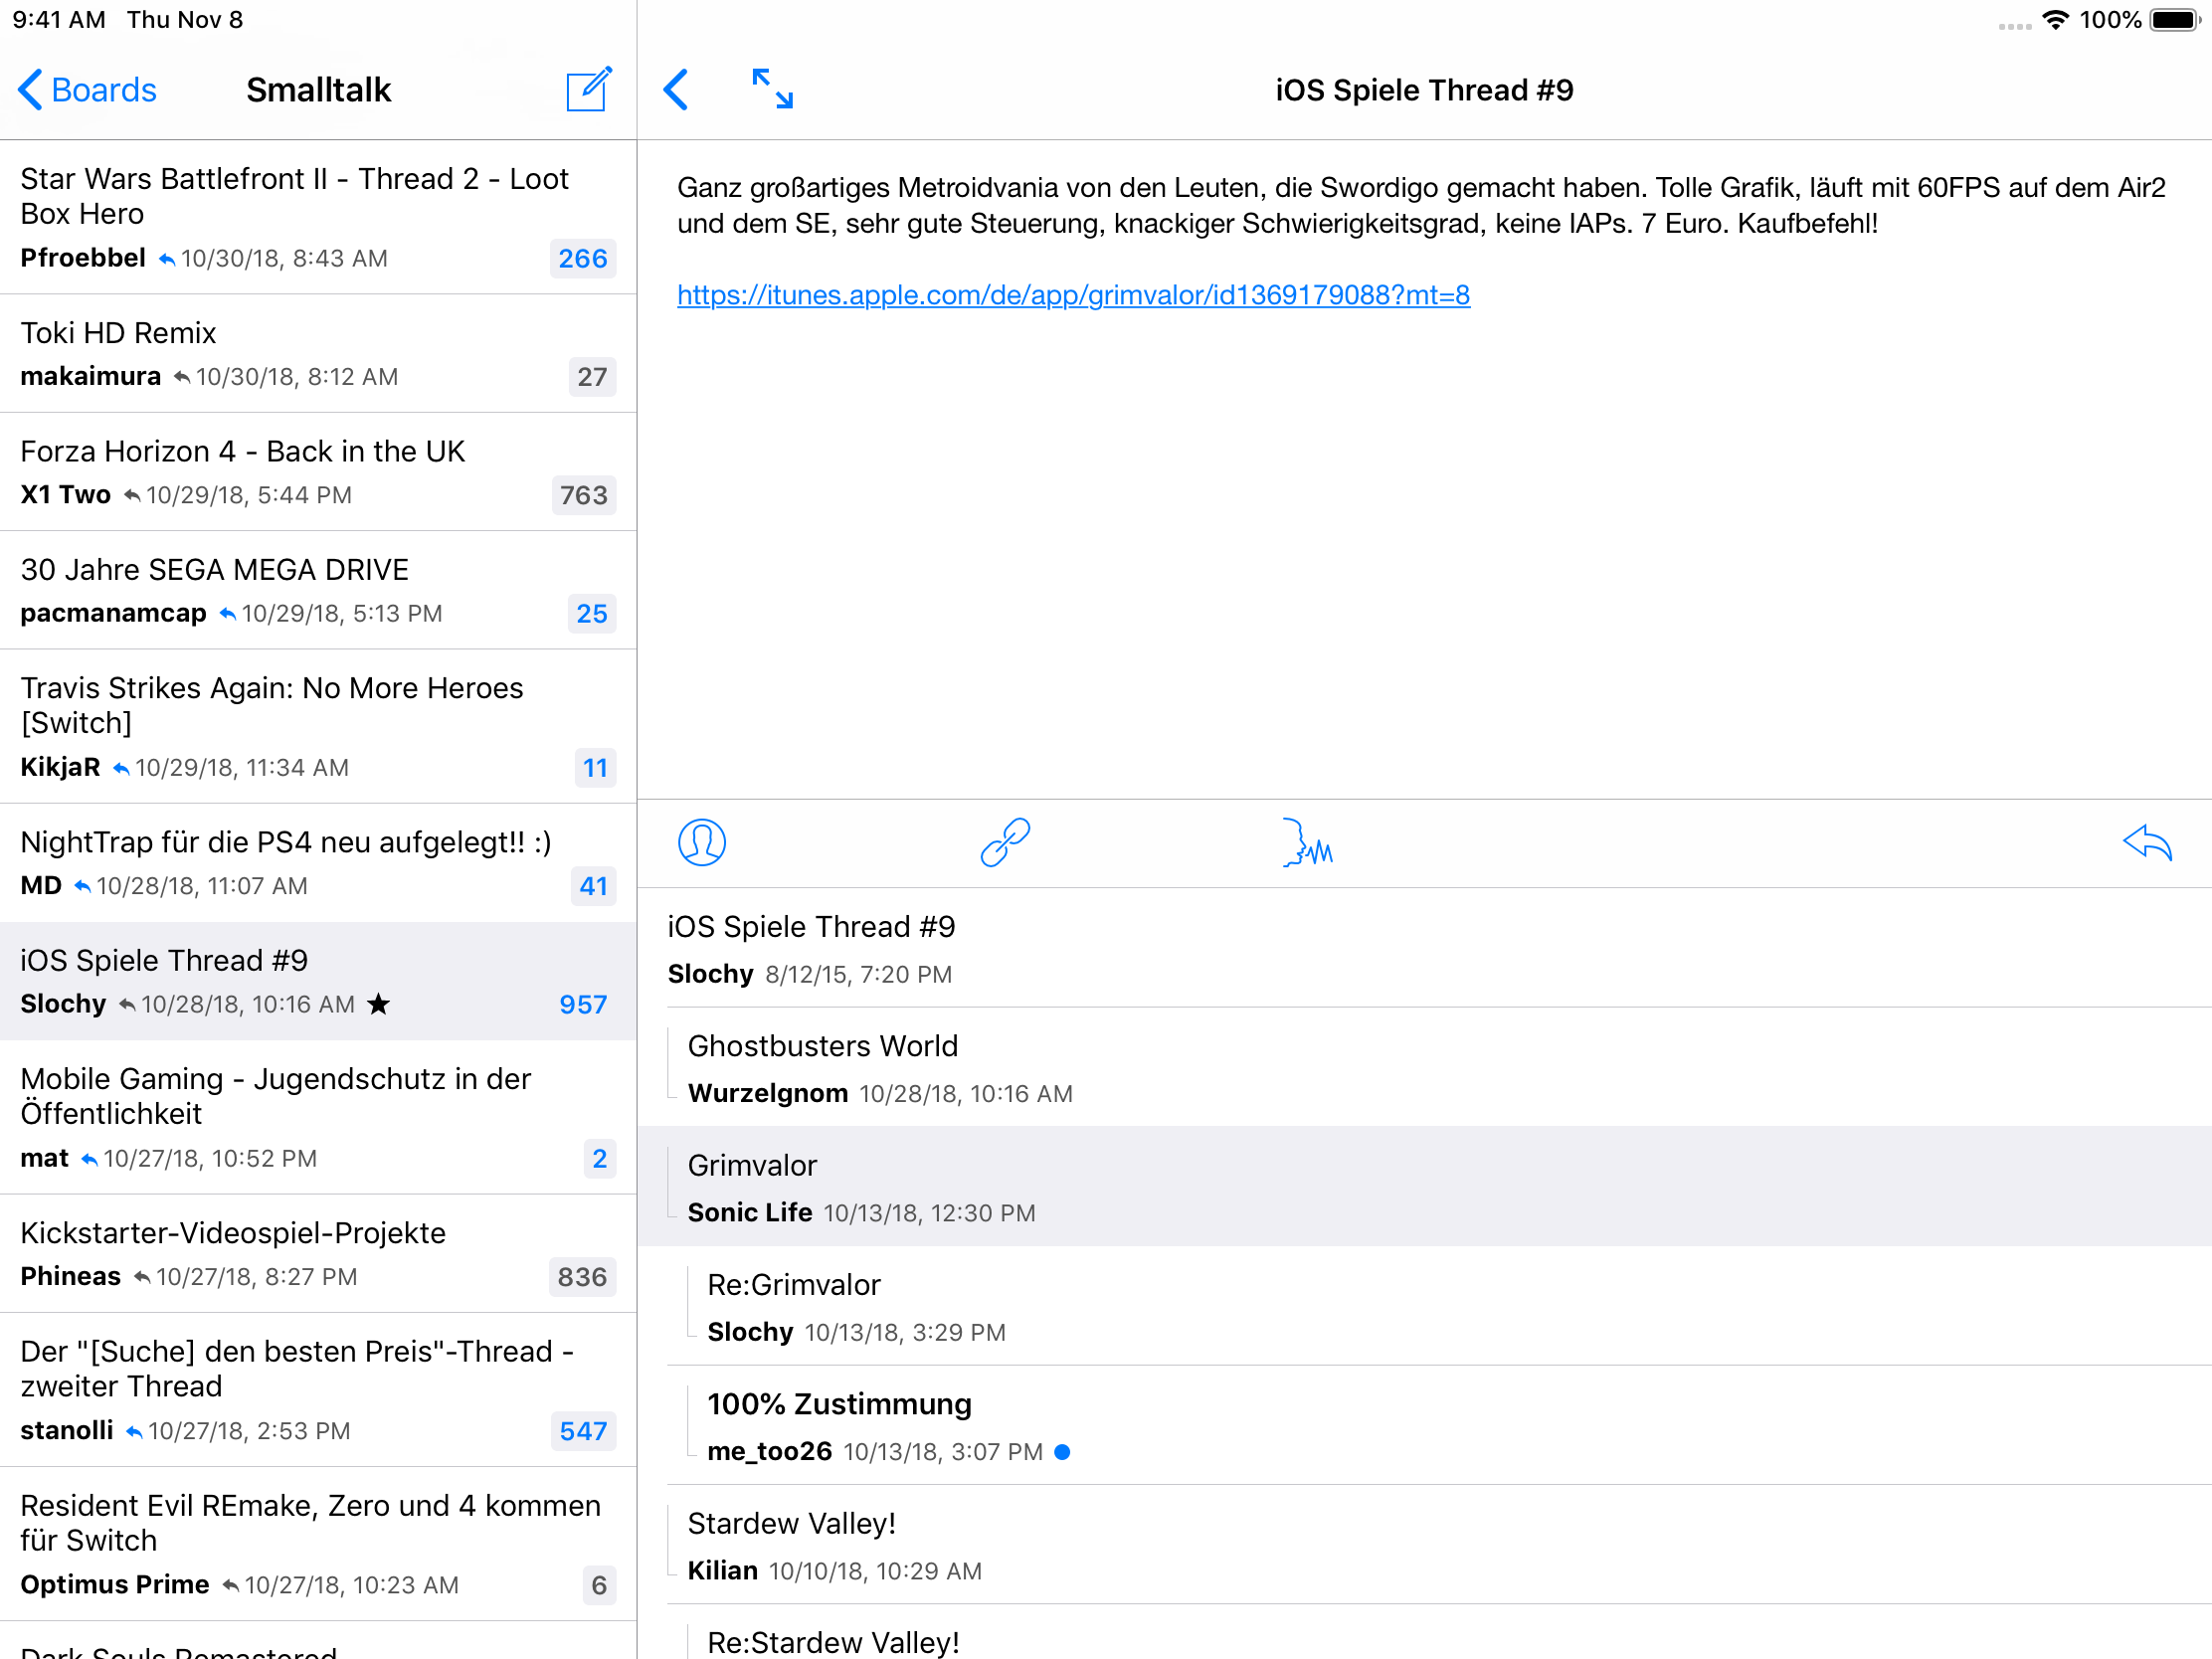 9:41 AM Thu Nov 8
100%
Boards
Smalltalk
Star Wars Battlefront II - Thread 2 - Loot
Box Hero
Pfroebbel 10/30/18, 8:43 AM
266
Toki HD Remix
makaimura 10/30/18, 8:12 AM
27
Forza Horizon 4 - Back in the UK
X1 Two 10/29/18, 5:44 PM
763
30 Jahre SEGA MEGA DRIVE
pacmanamcap 10/29/18, 5:13 PM
25
Travis Strikes Again: No More Heroes
[Switch]
KikjaR 10/29/18, 11:34 AM
11
NightTrap für die PS4 neu aufgelegt!! :)
MD 10/28/18, 11:07 AM
41
iOS Spiele Thread #9
Slochy 10/28/18, 10:16 AM ★
957
Mobile Gaming - Jugendschutz in der
Öffentlichkeit
mat 10/27/18, 10:52 PM
2
Kickstarter-Videospiel-Projekte
Phineas 10/27/18, 8:27 PM
836
Der "[Suche] den besten Preis"-Thread -
zweiter Thread
stanolli 10/27/18, 2:53 PM
547
Resident Evil REmake, Zero und 4 kommen
für Switch
Optimus Prime 10/27/18, 10:23 AM
6
Dark Souls Remastered
iOS Spiele Thread #9
Ganz großartiges Metroidvania von den Leuten, die Swordigo gemacht haben. Tolle Grafik, läuft mit 60FPS auf dem Air2
und dem SE, sehr gute Steuerung, knackiger Schwierigkeitsgrad, keine IAPs. 7 Euro. Kaufbefehl!
https://itunes.apple.com/de/app/grimvalor/id1369179088?mt=8
iOS Spiele Thread #9
Slochy 8/12/15, 7:20 PM
Ghostbusters World
Wurzelgnom 10/28/18, 10:16 AM
Grimvalor
Sonic Life 10/13/18, 12:30 PM
Re:Grimvalor
Slochy 10/13/18, 3:29 PM
100% Zustimmung
me_too26 10/13/18, 3:07 PM
Stardew Valley!
Kilian 10/10/18, 10:29 AM
Re:Stardew Valley!